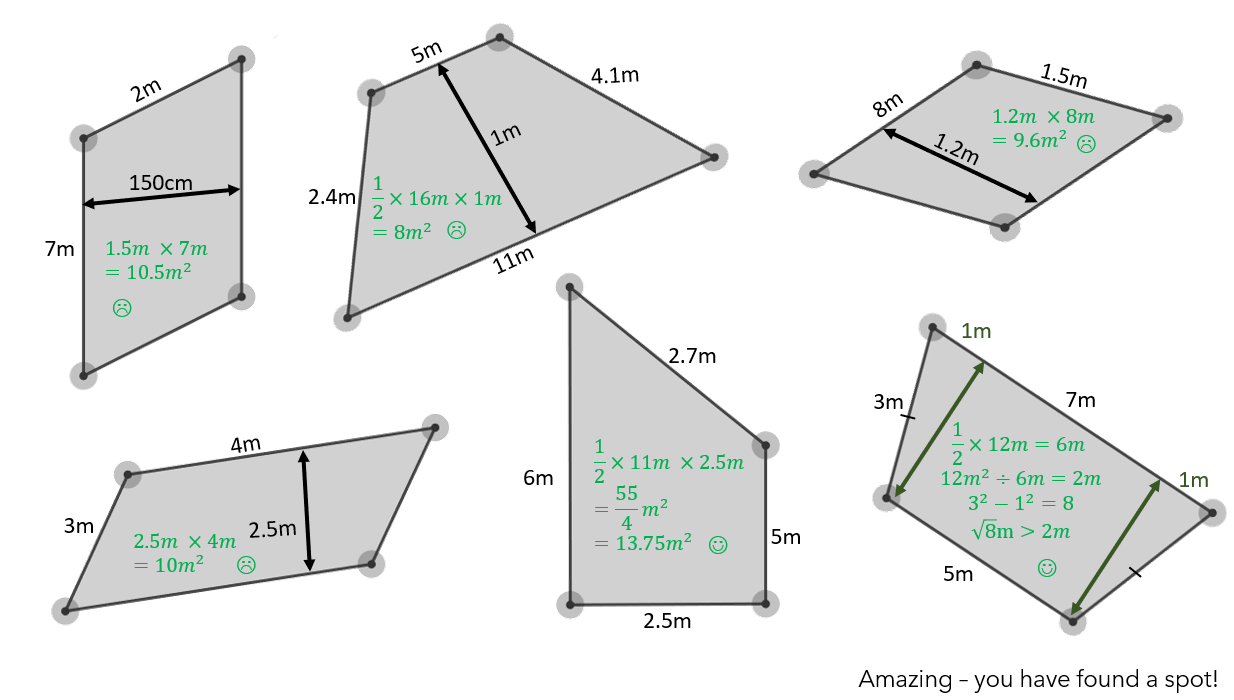 2m
150cm
7m
1.5m × 7m
= 10.5m²
☹
5m
4.1m
1m
2.4m
1/2 × 16m × 1m
= 8m² ☹
11m
1.5m
8m
1.2m × 8m
= 9.6m² ☹
1.2m
4m
3m
2.5m
2.5m × 4m
= 10m² ☹
2.7m
6m
1/2 × 11m × 2.5m
= 55/4 m²
= 13.75m² ☺
5m
2.5m
1m
7m
3m
1/2 × 12m = 6m
12m² ÷ 6m = 2m
3² − 1² = 8
√8m > 2m
☺
1m
5m
Amazing – you have found a spot!